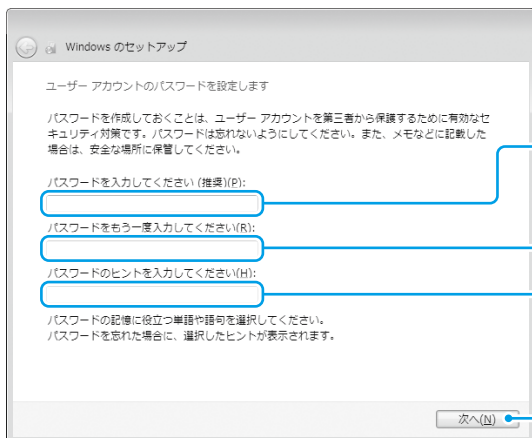 Windows のセットアップ
ユーザー アカウントのパスワードを設定します
パスワードを作成しておくことは、ユーザー アカウントを第三者から保護するために有効なセ
キュリティ対策です。パスワードは忘れないようにしてください。また、メモなどに記載した
場合は、安全な場所に保管してください。
パスワードを入力してください (推奨)(P):
パスワードをもう一度入力してください(R):
パスワードのヒントを入力してください(H):
パスワードの記憶に役立つ単語や語句を選択してください。
パスワードを忘れた場合に、選択したヒントが表示されます。
次へ(N)